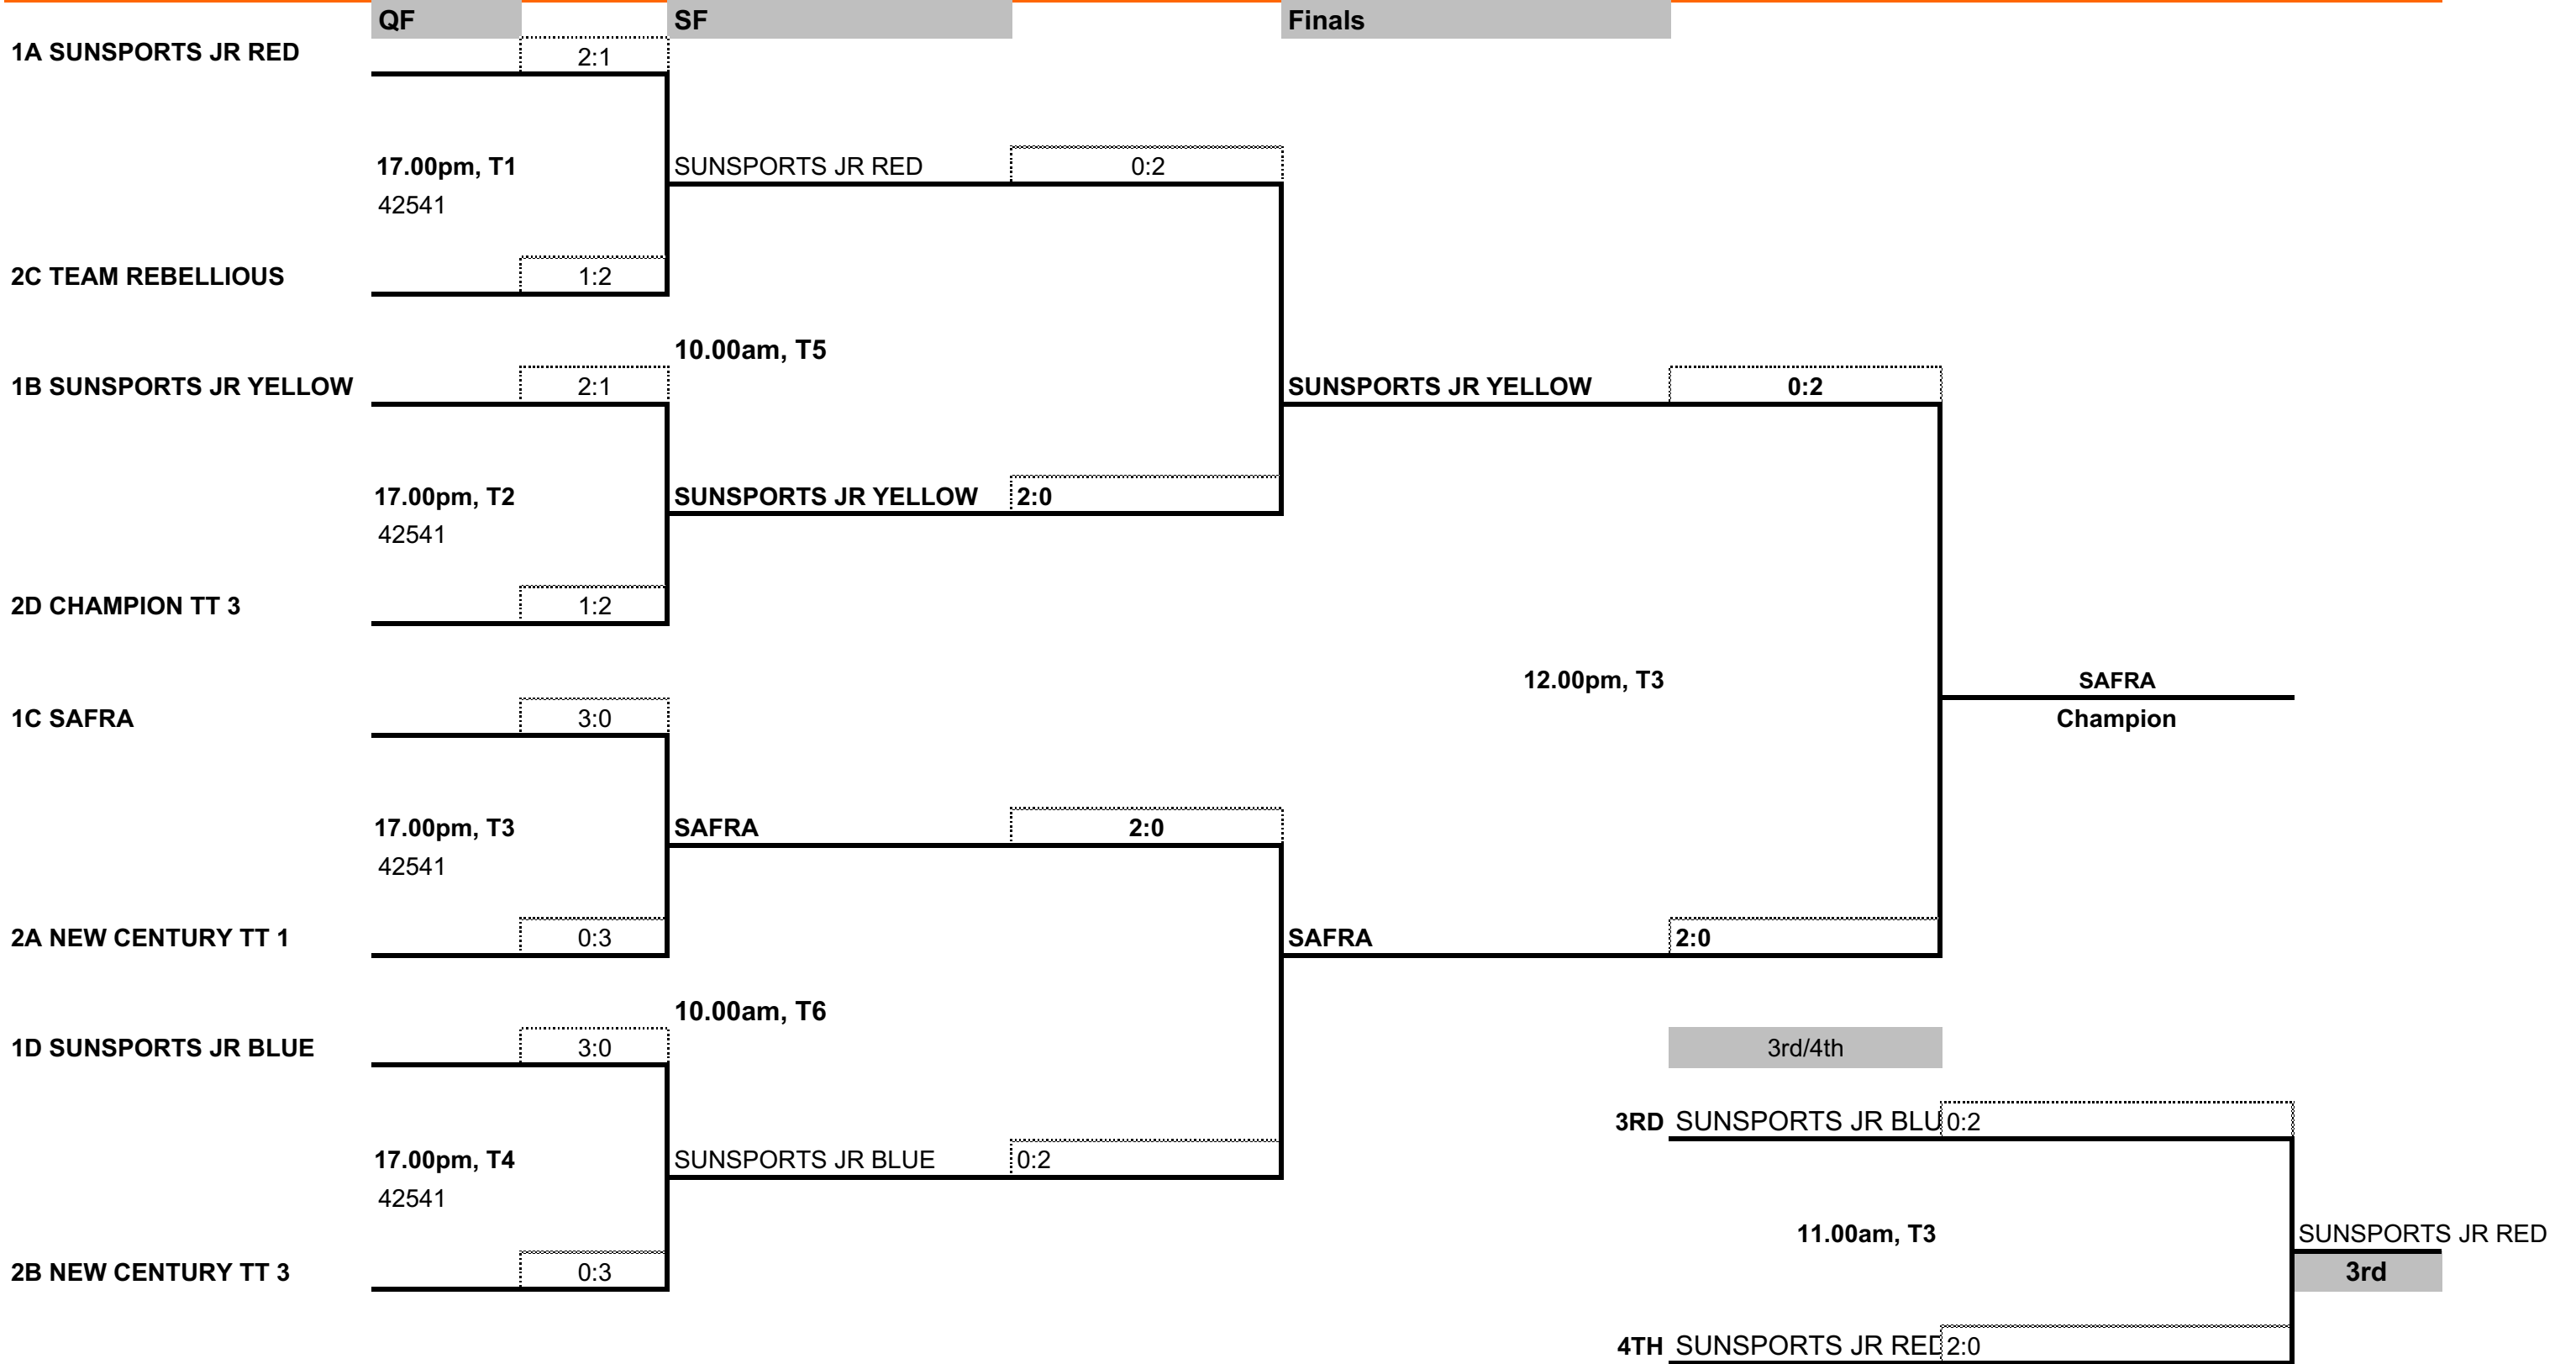 QF SF Finals
1A SUNSPORTS JR RED 2:1
17.00pm, T1 SUNSPORTS JR RED 0:2
42541
2C TEAM REBELLIOUS 1:2
10.00am, T5
1B SUNSPORTS JR YELLOW 2:1 SUNSPORTS JR YELLOW 0:2
17.00pm, T2 SUNSPORTS JR YELLOW 2:0
42541
2D CHAMPION TT 3 1:2
12.00pm, T3 SAFRA
1C SAFRA 3:0 Champion
17.00pm, T3 SAFRA 2:0
42541
2A NEW CENTURY TT 1 0:3 SAFRA 2:0
10.00am, T6
1D SUNSPORTS JR BLUE 3:0 3rd/4th
3RD SUNSPORTS JR BLU 0:2
17.00pm, T4 SUNSPORTS JR BLUE 0:2
42541
11.00am, T3 SUNSPORTS JR RED
2B NEW CENTURY TT 3 0:3 3rd
4TH SUNSPORTS JR RED 2:0